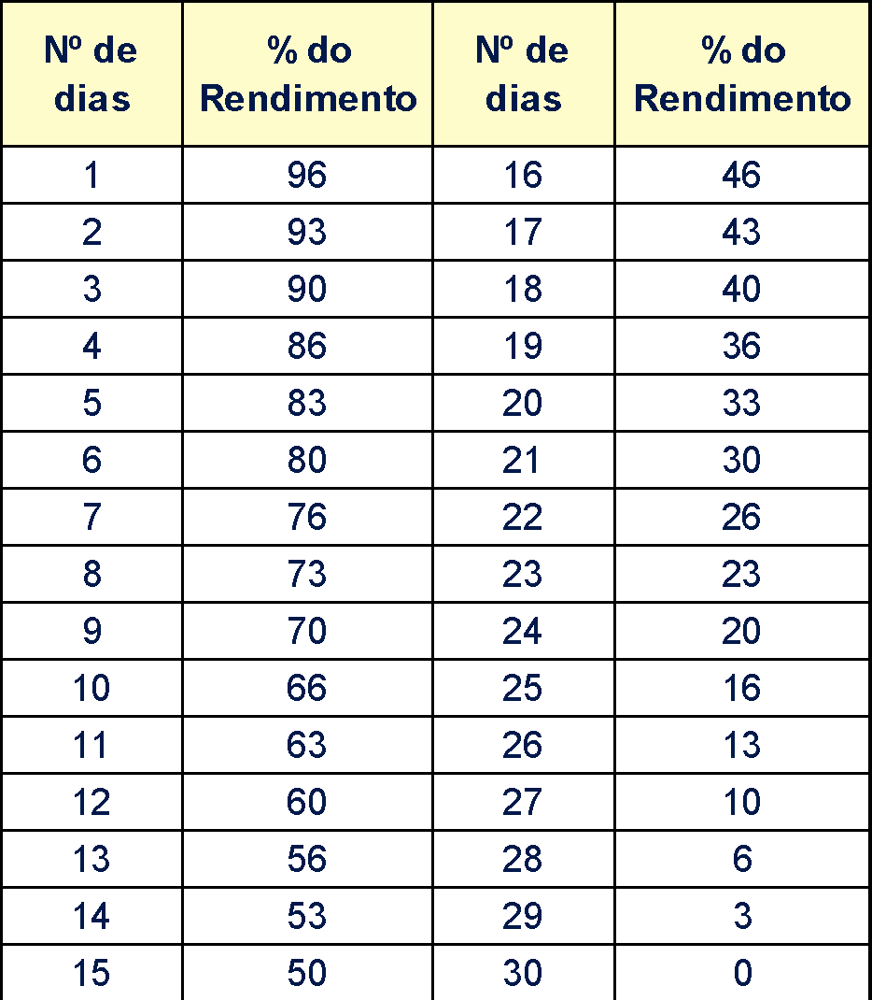 Nº de dias | % do Rendimento | Nº de dias | % do Rendimento
1 | 96 | 16 | 46
2 | 93 | 17 | 43
3 | 90 | 18 | 40
4 | 86 | 19 | 36
5 | 83 | 20 | 33
6 | 80 | 21 | 30
7 | 76 | 22 | 26
8 | 73 | 23 | 23
9 | 70 | 24 | 20
10 | 66 | 25 | 16
11 | 63 | 26 | 13
12 | 60 | 27 | 10
13 | 56 | 28 | 6
14 | 53 | 29 | 3
15 | 50 | 30 | 0